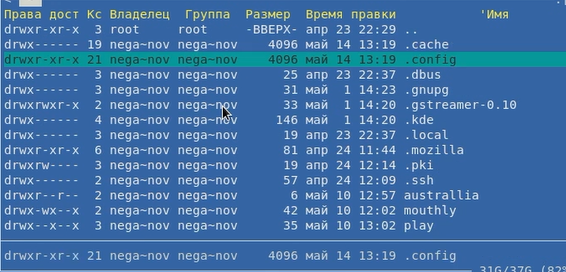 Права дост Кс Владелец Группа Размер Время правки 'Имя
drwxr-xr-x 3 root root -ВВЕРХ- апр 23 22:29 ..
drwx------ 19 nega~nov nega~nov 4096 май 14 13:19 .cache
drwxr-xr-x 21 nega~nov nega~nov 4096 май 14 13:19 .config
drwx------ 3 nega~nov nega~nov 25 апр 23 22:37 .dbus
drwx------ 3 nega~nov nega~nov 31 май 1 14:23 .gnupg
drwxrwxr-x 2 nega~nov nega~nov 33 май 1 14:20 .gstreamer-0.10
drwx------ 4 nega~nov nega~nov 146 май 1 14:20 .kde
drwx------ 3 nega~nov nega~nov 19 апр 23 22:37 .local
drwxr-xr-x 6 nega~nov nega~nov 81 апр 24 11:44 .mozilla
drwxrw---- 3 nega~nov nega~nov 19 апр 24 12:14 .pki
drwx------ 2 nega~nov nega~nov 57 апр 24 12:09 .ssh
drwxr--r-- 2 nega~nov nega~nov 6 май 10 12:57 australlia
drwx-wx--x 2 nega~nov nega~nov 42 май 10 12:02 mouthly
drwx--x--x 3 nega~nov nega~nov 35 май 10 13:02 play
drwxr-xr-x 21 nega~nov nega~nov 4096 май 14 13:19 .config
31G/37G (82%